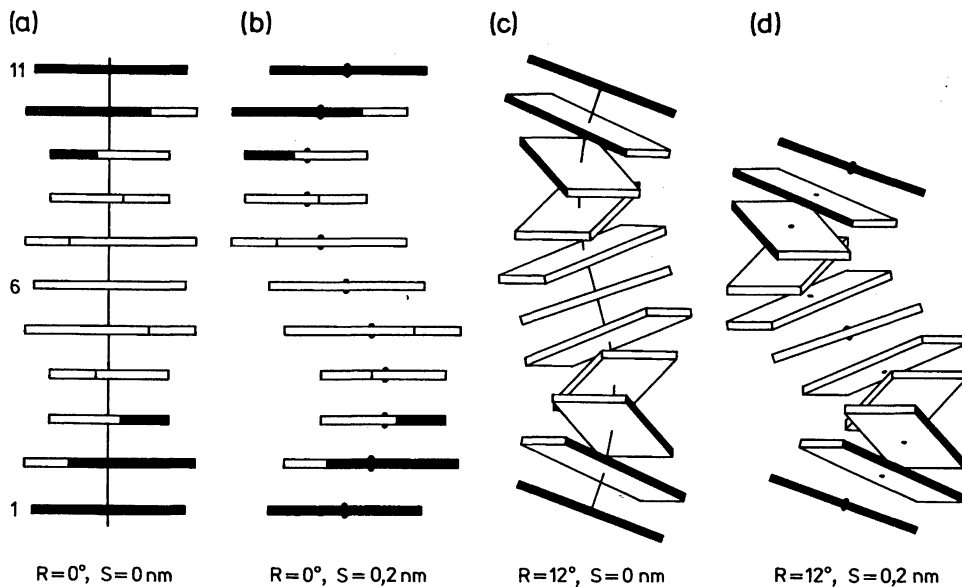 (a) (b) (c) (d)
11
6
1
R=0°, S=0 nm R=0°, S=0,2 nm R=12°, S=0 nm R=12°, S=0,2 nm